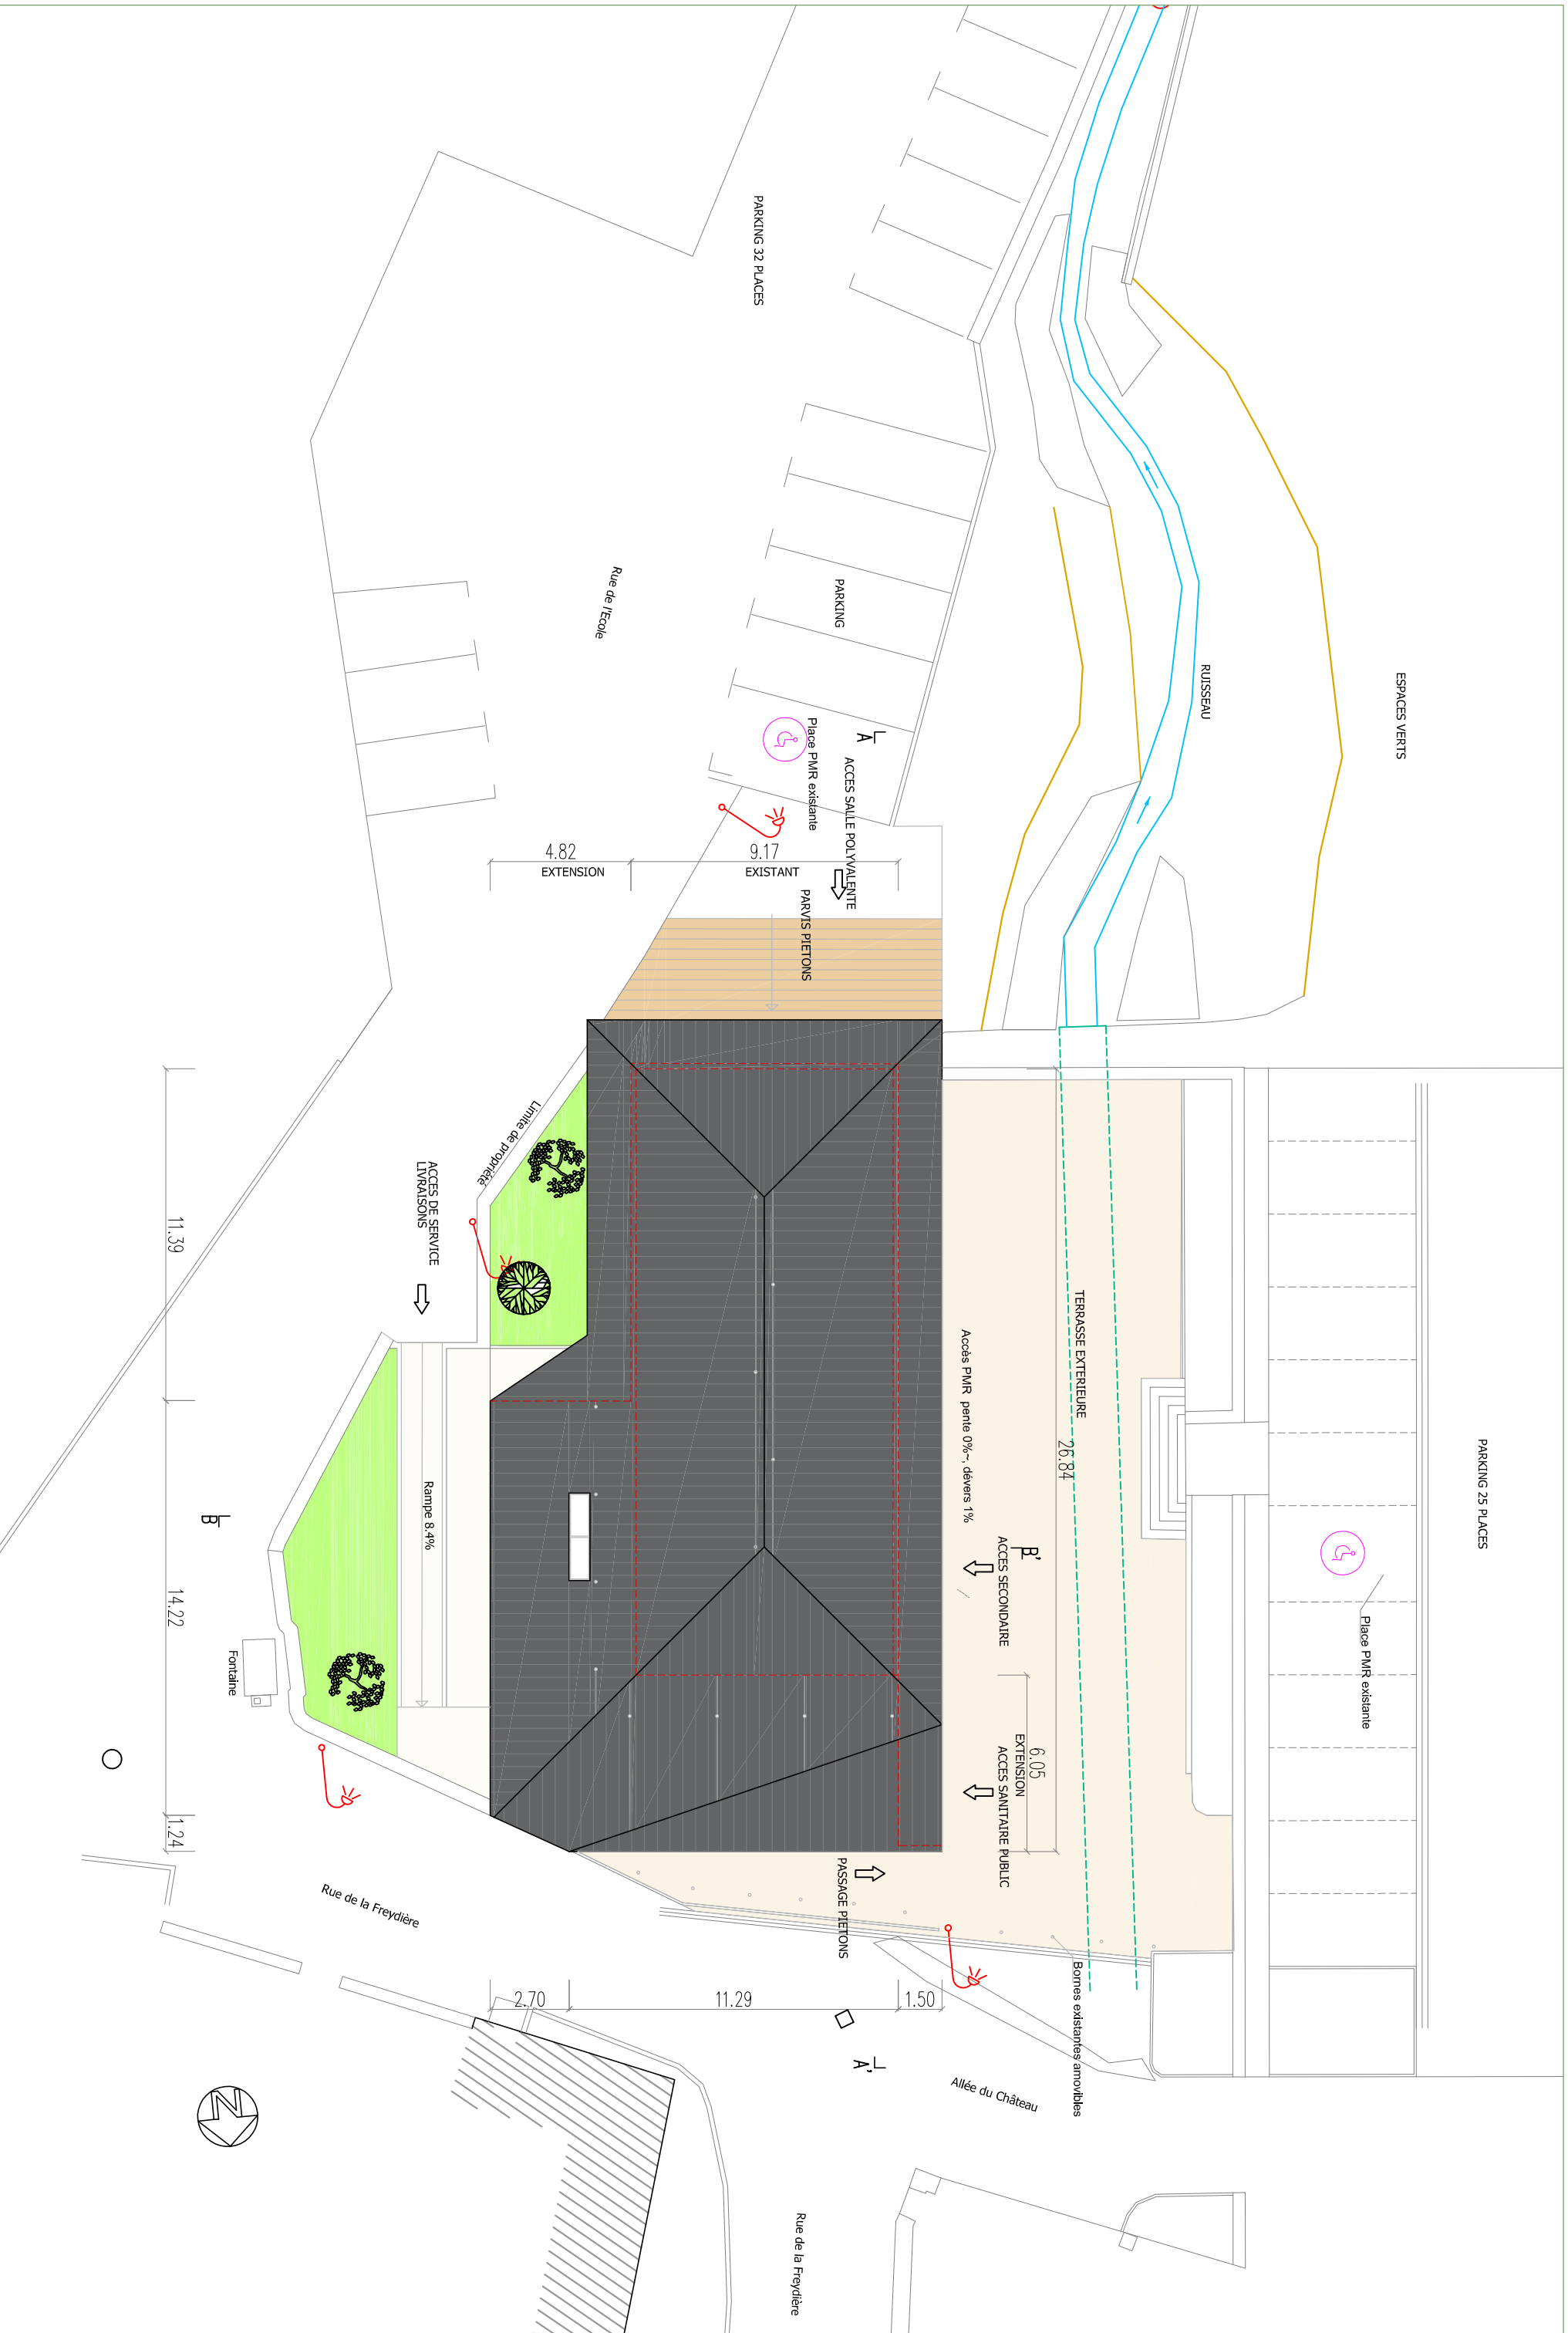 PARKING 32 PLACES
Rue de l'Ecole
PARKING
Place PMR existante
A
ACCES SALLE POLYVALENTE
RUISSEAU
ESPACES VERTS
4.82
EXTENSION
9.17
EXISTANT
PARVIS PIETONS
Limite de propriété
ACCES DE SERVICE
LIVRAISONS
11.39
Rampe 8.4%
B
14.22
Fontaine
1.24
TERRASSE EXTERIEURE
Accès PMR pente 0%~, dévers 1%
26.84
B'
ACCES SECONDAIRE
6.05
EXTENSION
ACCES SANITAIRE PUBLIC
PARKING 25 PLACES
Place PMR existante
PASSAGE PIETONS
Rue de la Freydière
Bornes existantes amovibles
2.70
11.29
1.50
A'
Allée du Château
N
Rue de la Freydière